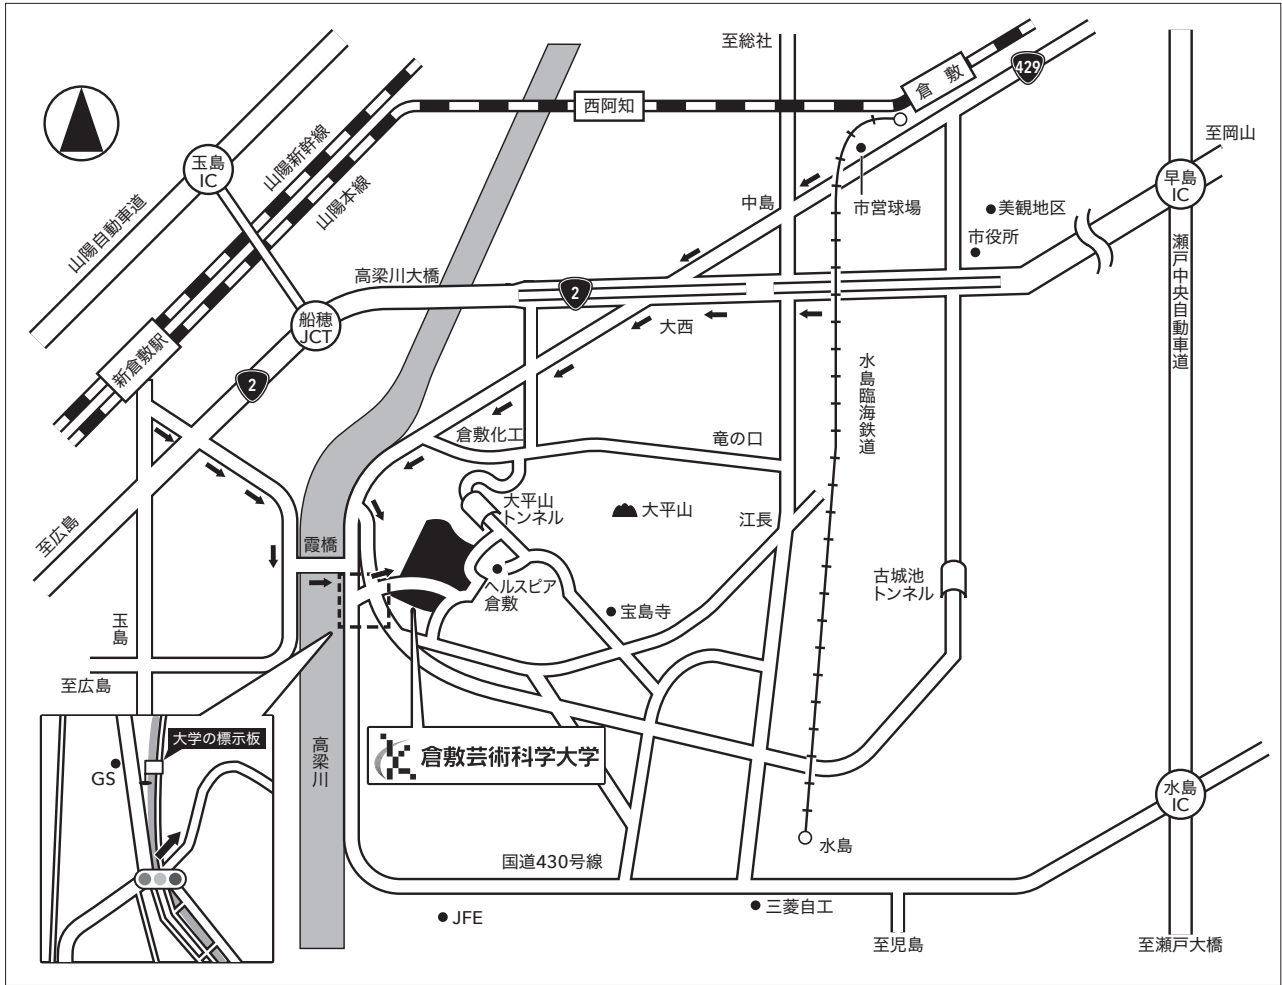 至総社
倉敷
429
西阿知
至岡山
玉島
IC
山陽新幹線
山陽本線
早島
IC
山陽自動車道
中島
市営球場
美観地区
市役所
瀬戸中央自動車道
高梁川大橋
2
船穂
JCT
大西
新倉敷駅
2
水島臨海鉄道
倉敷化工
竜の口
大平山
トンネル
大平山
江長
至広島
霞橋
古城池
トンネル
ヘルスピア
倉敷
宝島寺
玉島
至広島
大学の標示板
GS
高梁川
倉敷芸術科学大学
水島
IC
水島
国道430号線
JFE
三菱自工
至児島
至瀬戸大橋